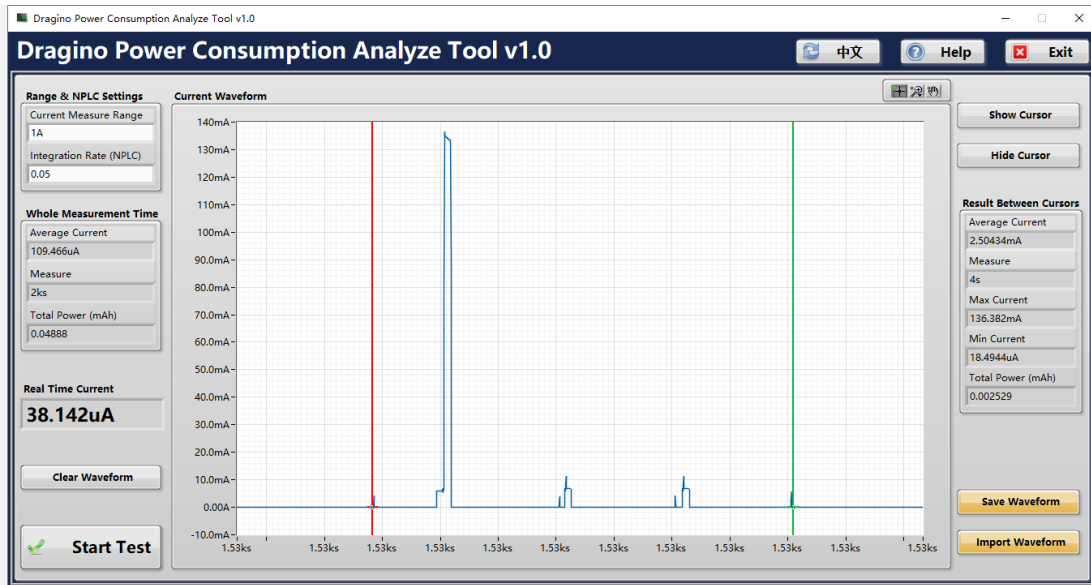 Dragino Power Consumption Analyze Tool v1.0
Dragino Power Consumption Analyze Tool v1.0
中文
Help
Exit
Range & NPLC Settings
Current Measure Range
1A
Integration Rate (NPLC)
0.05
Whole Measurement Time
Average Current
109.466uA
Measure
2ks
Total Power (mAh)
0.04888
Real Time Current
38.142uA
Clear Waveform
Start Test
Current Waveform
140mA
130mA
120mA
110mA
100mA
90.0mA
80.0mA
70.0mA
60.0mA
50.0mA
40.0mA
30.0mA
20.0mA
10.0mA
0.00A
-10.0mA
1.53ks 1.53ks 1.53ks 1.53ks 1.53ks 1.53ks 1.53ks 1.53ks 1.53ks 1.53ks 1.53ks 1.53ks
Show Cursor
Hide Cursor
Result Between Cursors
Average Current
2.50434mA
Measure
4s
Max Current
136.382mA
Min Current
18.4944uA
Total Power (mAh)
0.002529
Save Waveform
Import Waveform